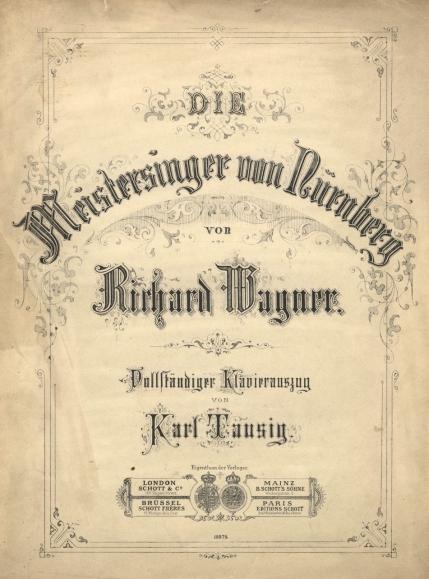 DIE
Meistersinger von Nürnberg
VON
Richard Wagner.
Vollständiger Klavierauszug
VON
Karl Tausig.
Eigenthum der Verleger.
LONDON
SCHOTT & Cº
BRÜSSEL
SCHOTT FRÈRES
MAINZ
B. SCHOTT'S SÖHNE
PARIS
EDITIONS SCHOTT